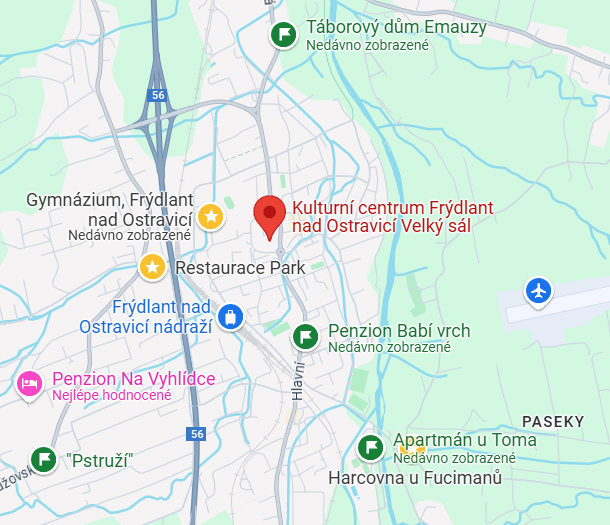 Táborový dům Emauzy
Nedávno zobrazené
56
Gymnázium, Frýdlant
nad Ostravicí
Nedávno zobrazené
Kulturní centrum Frýdlant
nad Ostravicí Velký sál
Restaurace Park
Frýdlant nad
Ostravicí nádraží
Penzion Babí vrch
Nedávno zobrazené
Hlavní
Penzion Na Vyhlídce
Nejlépe hodnocené
PASEKY
56
Apartmán u Toma
Nedávno zobrazené
"Pstruží"
Harcovna u Fucimanů